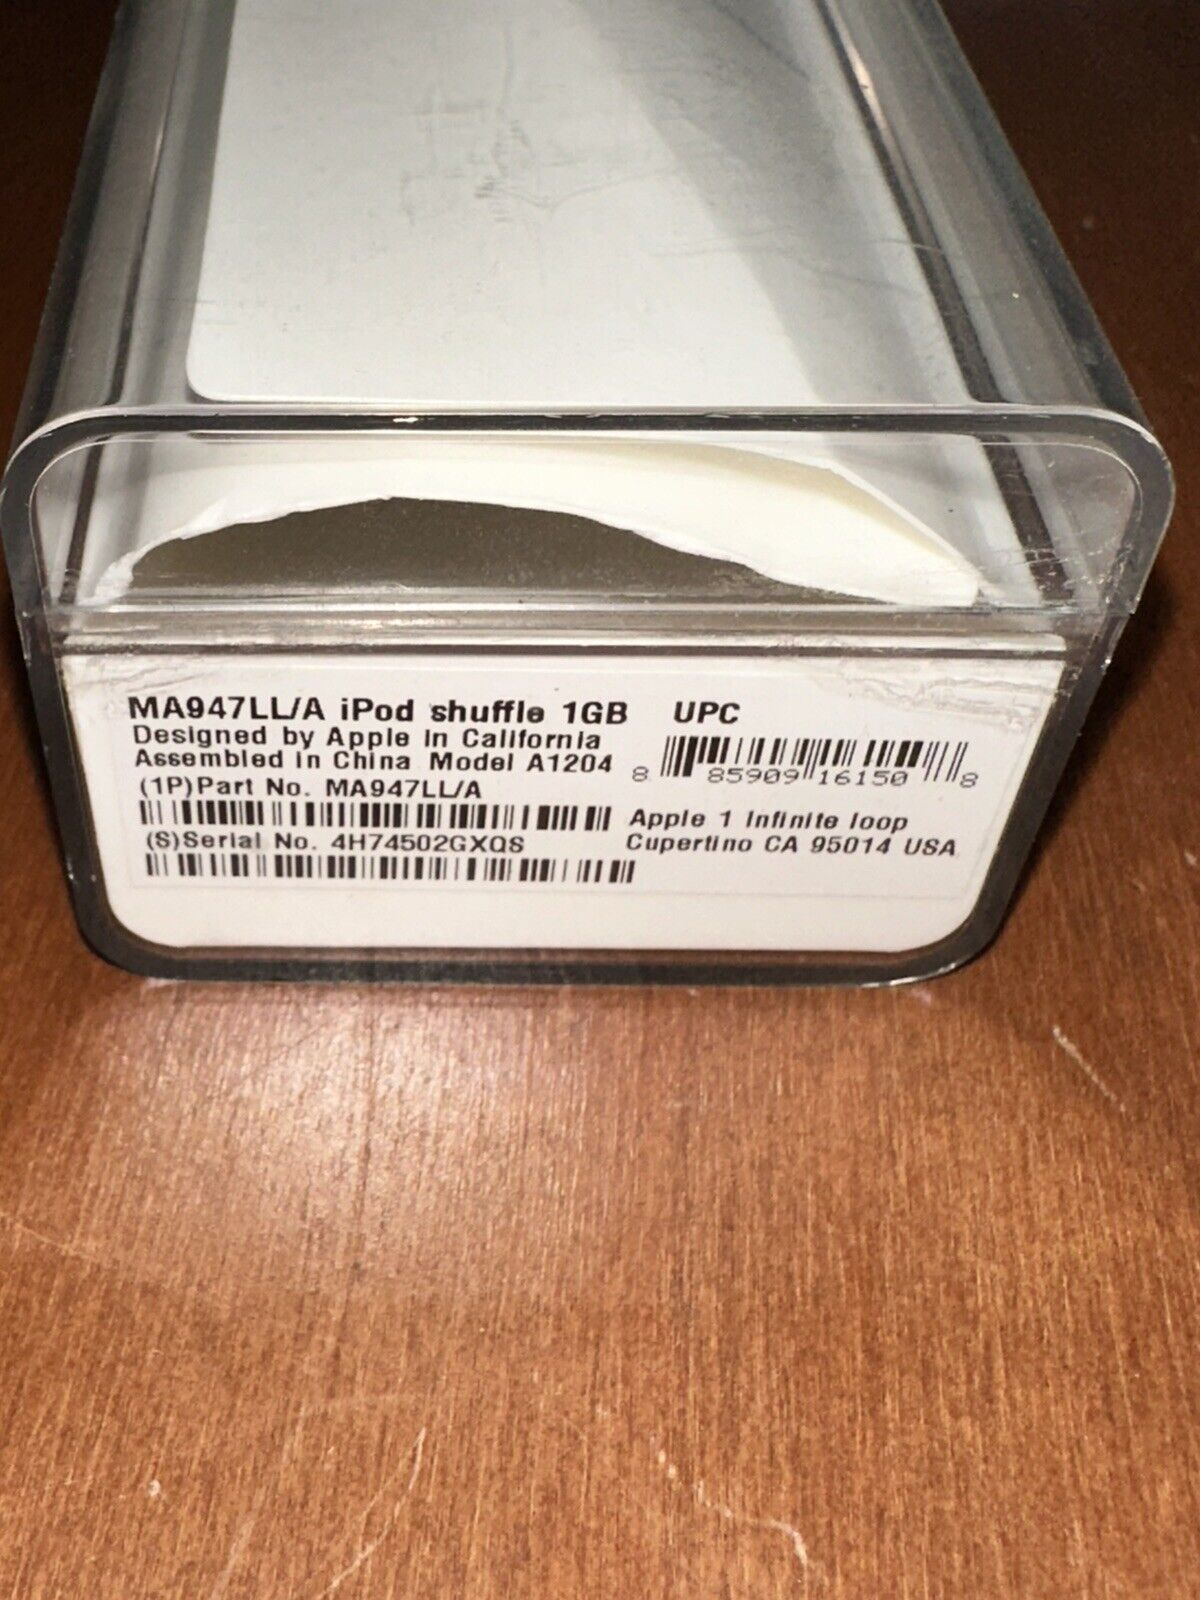 MA947LL/A iPod shuffle 1GB
Designed by Apple in California
Assembled in China Model A1204
(1P)Part No. MA947LL/A
(S)Serial No. 4H74502GXQS
UPC
8 85909 16150 8
Apple 1 Infinite loop
Cupertino CA 95014 USA